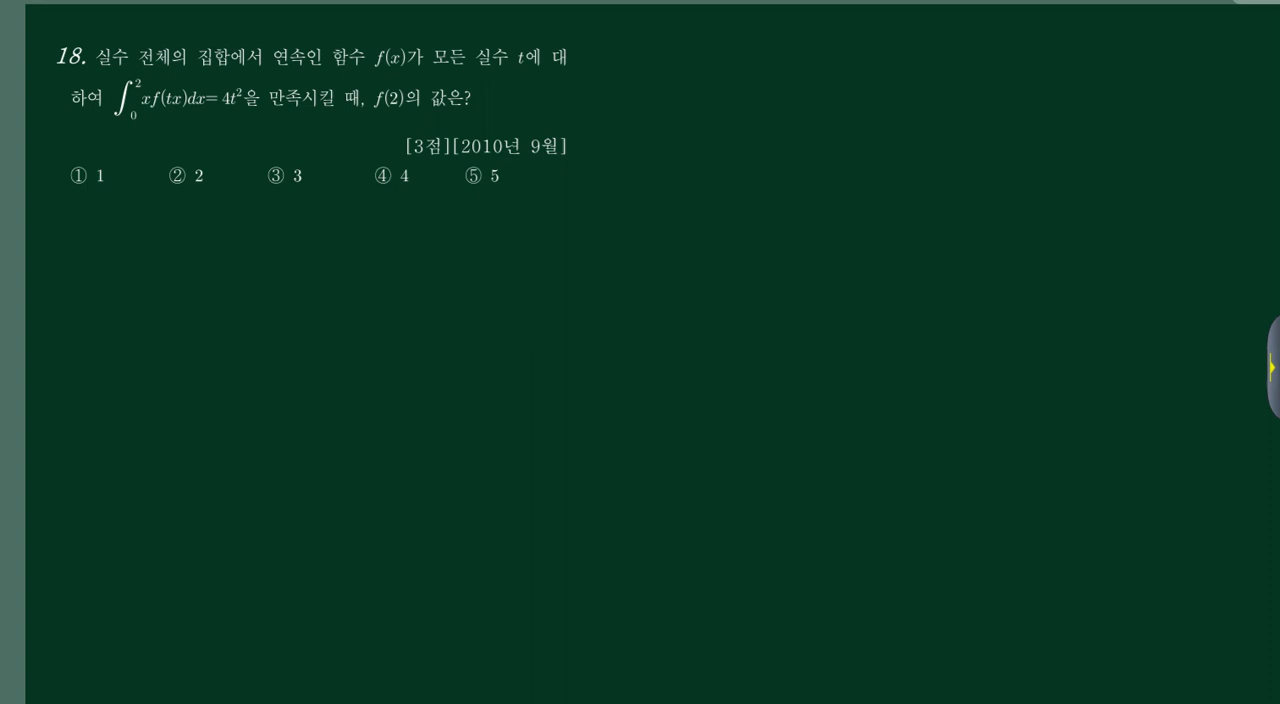 18. 실수 전체의 집합에서 연속인 함수 f(x)가 모든 실수 t에 대
하여 ∫₀² xf(tx)dx= 4t²을 만족시킬 때, f(2)의 값은?
[3점][2010년 9월]
① 1 ② 2 ③ 3 ④ 4 ⑤ 5